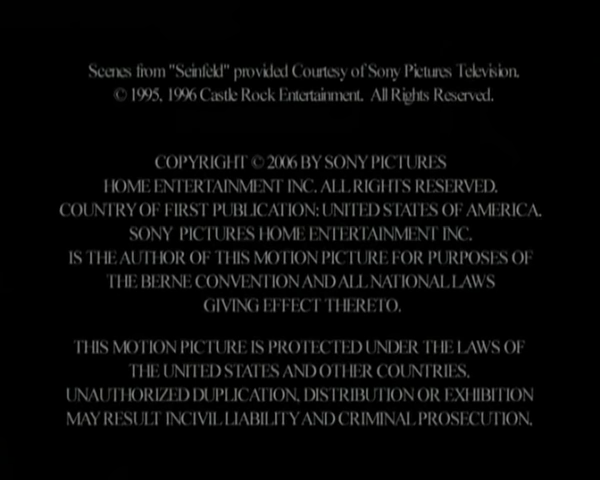 Scenes from "Seinfeld" provided Courtesy of Sony Pictures Television.
© 1995, 1996 Castle Rock Entertainment. All Rights Reserved.
COPYRIGHT © 2006 BY SONY PICTURES
HOME ENTERTAINMENT INC. ALL RIGHTS RESERVED.
COUNTRY OF FIRST PUBLICATION: UNITED STATES OF AMERICA.
SONY PICTURES HOME ENTERTAINMENT INC.
IS THE AUTHOR OF THIS MOTION PICTURE FOR PURPOSES OF
THE BERNE CONVENTION AND ALL NATIONAL LAWS
GIVING EFFECT THERETO.
THIS MOTION PICTURE IS PROTECTED UNDER THE LAWS OF
THE UNITED STATES AND OTHER COUNTRIES.
UNAUTHORIZED DUPLICATION, DISTRIBUTION OR EXHIBITION
MAY RESULT INCIVIL LIABILITY AND CRIMINAL PROSECUTION.